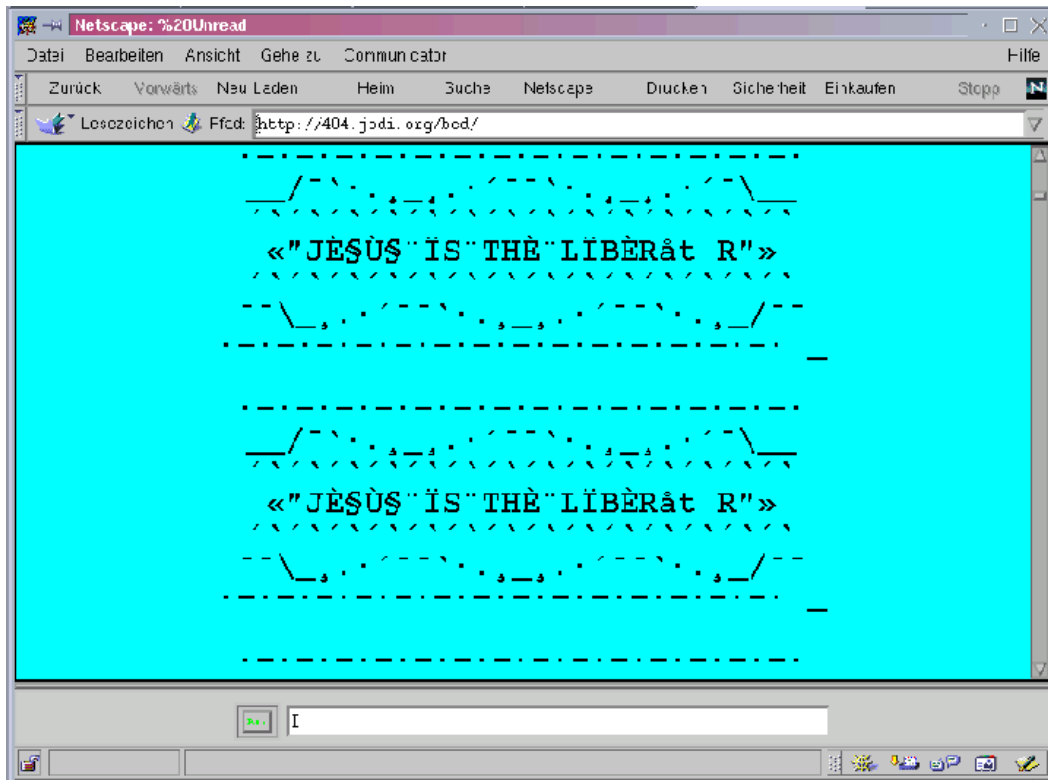 Netscape: %20Unread
Datei Bearbeiten Ansicht Gehe zu Communicator Hilfe
Zurück Vorwärts Neu Laden Heim Suche Netscape Drucken Sicherheit Einkaufen Stopp N
Lesezeichen Pfad: http://404.jodi.org/bcd/
«"JÈ§Ù§¨ÏS¨THÈ¨LÏBÈRåt R"»
«"JÈ§Ù§¨ÏS¨THÈ¨LÏBÈRåt R"»